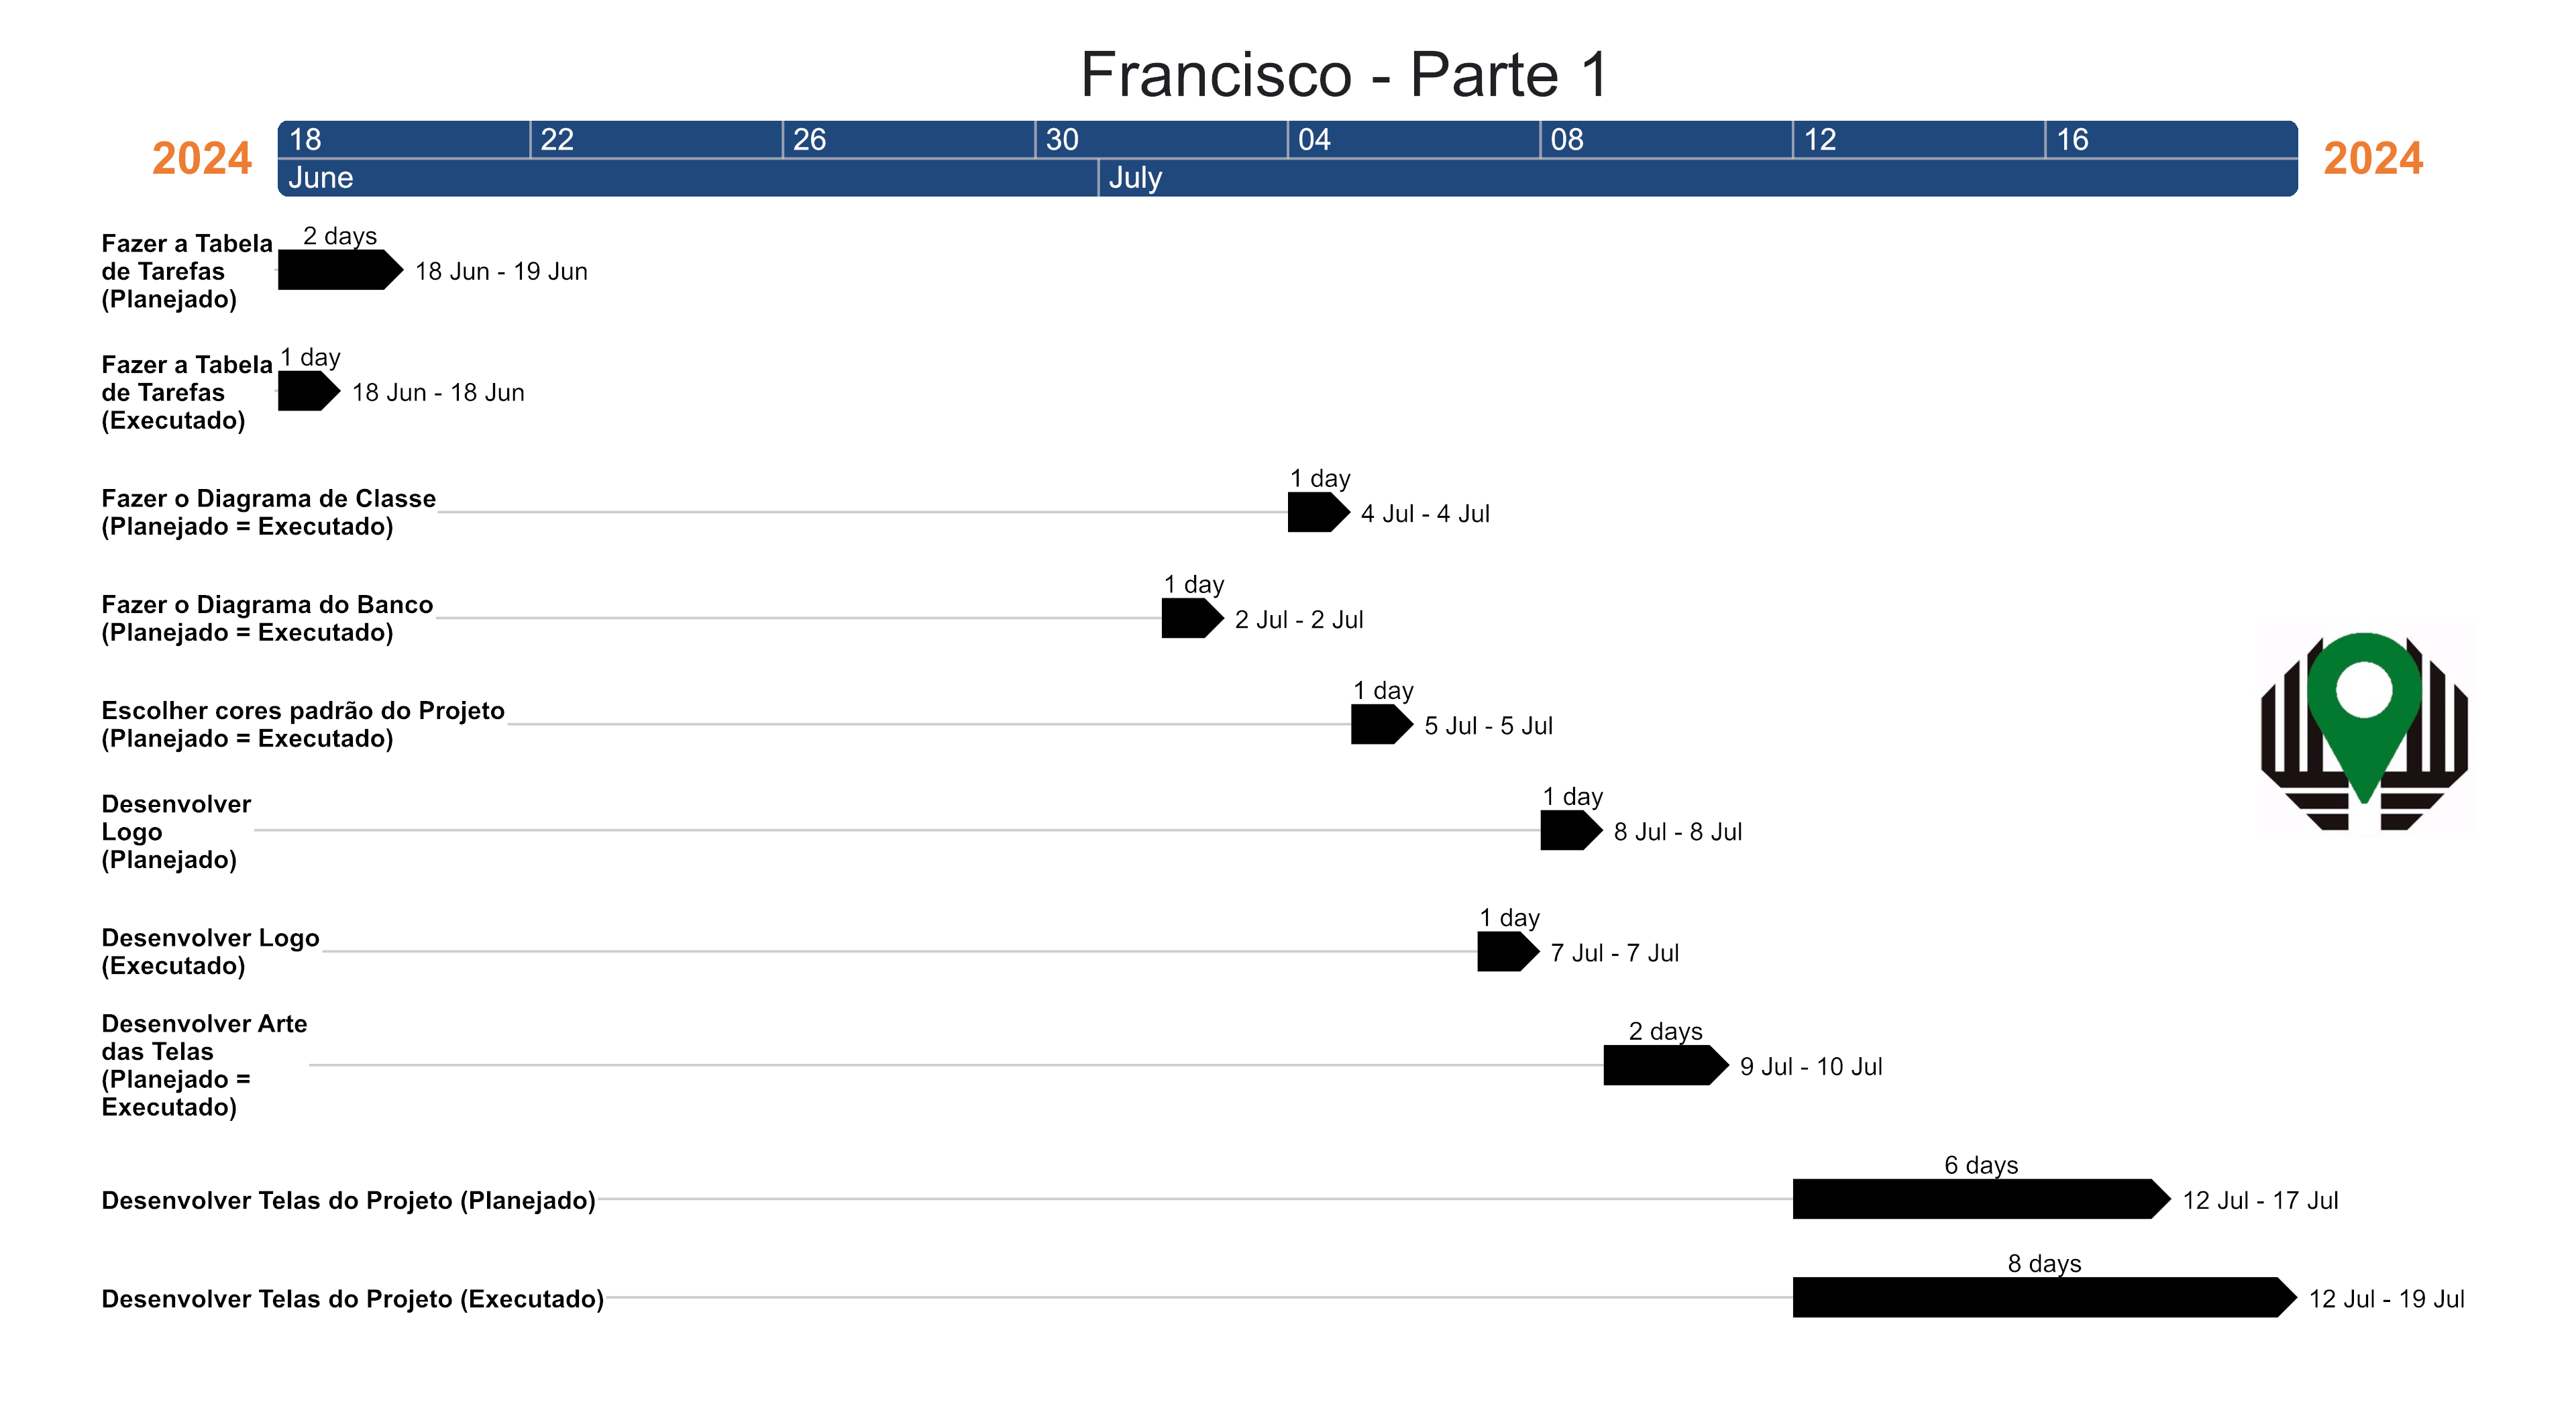 Francisco - Parte 1
2024
18 22 26 30 04 08 12 16
June July
2024
Fazer a Tabela
de Tarefas
(Planejado)
2 days
18 Jun - 19 Jun
Fazer a Tabela
de Tarefas
(Executado)
1 day
18 Jun - 18 Jun
Fazer o Diagrama de Classe
(Planejado = Executado)
1 day
4 Jul - 4 Jul
Fazer o Diagrama do Banco
(Planejado = Executado)
1 day
2 Jul - 2 Jul
Escolher cores padrão do Projeto
(Planejado = Executado)
1 day
5 Jul - 5 Jul
Desenvolver
Logo
(Planejado)
1 day
8 Jul - 8 Jul
Desenvolver Logo
(Executado)
1 day
7 Jul - 7 Jul
Desenvolver Arte
das Telas
(Planejado =
Executado)
2 days
9 Jul - 10 Jul
Desenvolver Telas do Projeto (Planejado)
6 days
12 Jul - 17 Jul
Desenvolver Telas do Projeto (Executado)
8 days
12 Jul - 19 Jul